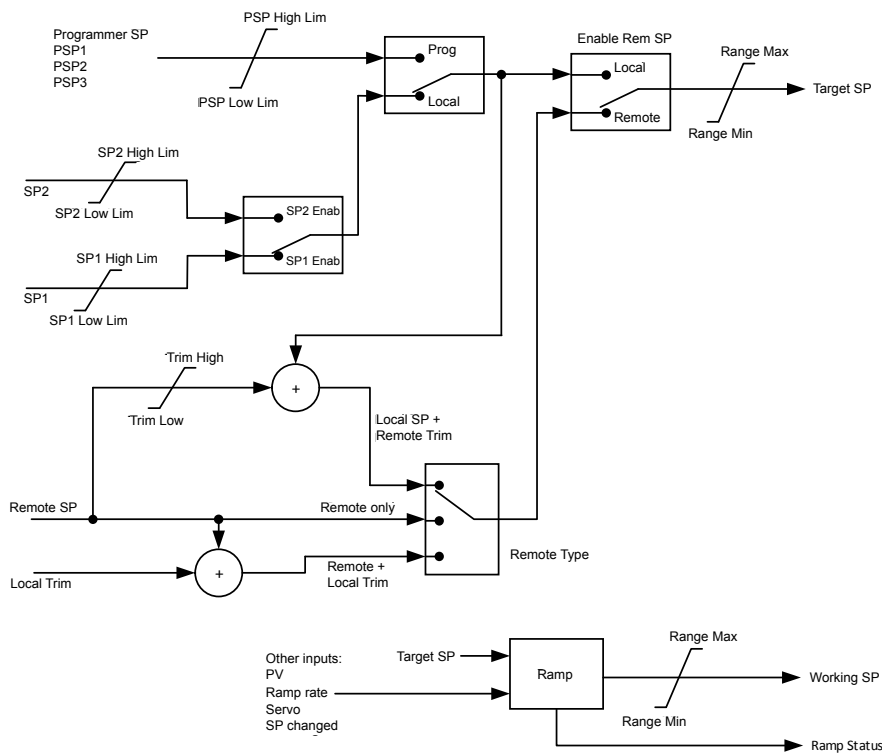 PSP High Lim
Programmer SP
PSP1
PSP2
PSP3
PSP Low Lim
Prog
Local
Enable Rem SP
Local
Remote
Range Max
Range Min
Target SP
SP2 High Lim
SP2
SP2 Low Lim
SP2 Enab
SP1 Enab
SP1 High Lim
SP1
SP1 Low Lim
Trim High
Trim Low
+
Local SP +
Remote Trim
Remote SP
Remote only
Remote Type
Local Trim
+
Remote +
Local Trim
Other inputs:
PV
Ramp rate
Servo
SP changed
Target SP
Ramp
Range Max
Range Min
Working SP
Ramp Status